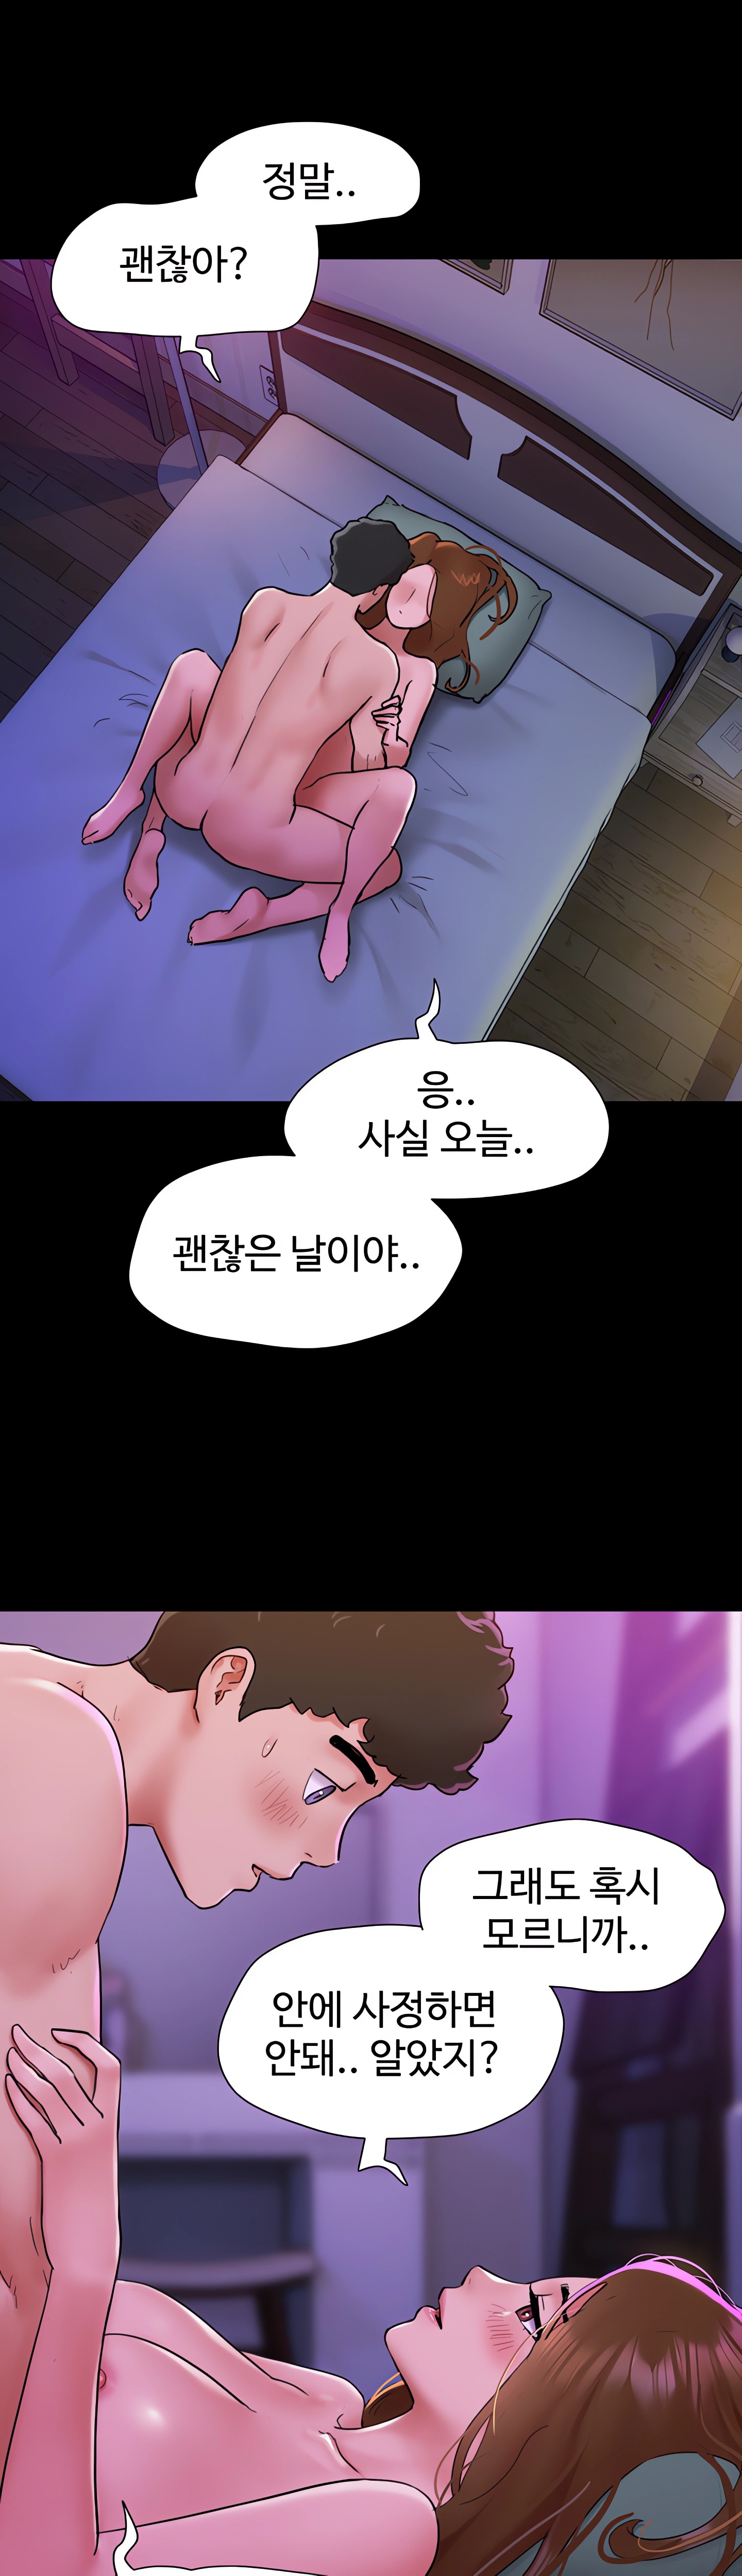 정말..
괜찮아?
응..
사실 오늘..
괜찮은 날이야..
그래도 혹시
모르니까..
안에 사정하면
안돼.. 알았지?